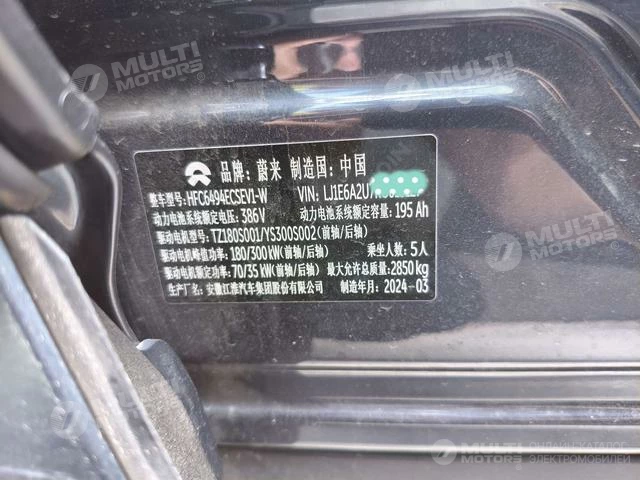 MULTI
MOTORS
MULTI
MOTORS
品牌：蔚来 制造国：中国
整车型号：HFC6494ECSEV1-W VIN：LJ1E6A2U
动力电池系统额定电压：386V 动力电池系统额定容量：195 Ah
驱动电机型号：TZ180S001/YS300S002(前轴/后轴)
驱动电机峰值功率：180/300kW(前轴/后轴) 乘坐人数：5人
驱动电机额定功率：70/35 kW(前轴/后轴) 最大允许总质量：2850kg
生产厂名：安徽江淮汽车集团股份有限公司 制造年月：2024-03
MULTI
MOTORS
ОНЛАЙН-КАТАЛОГ
ЭЛЕКТРОМОБИЛЕЙ